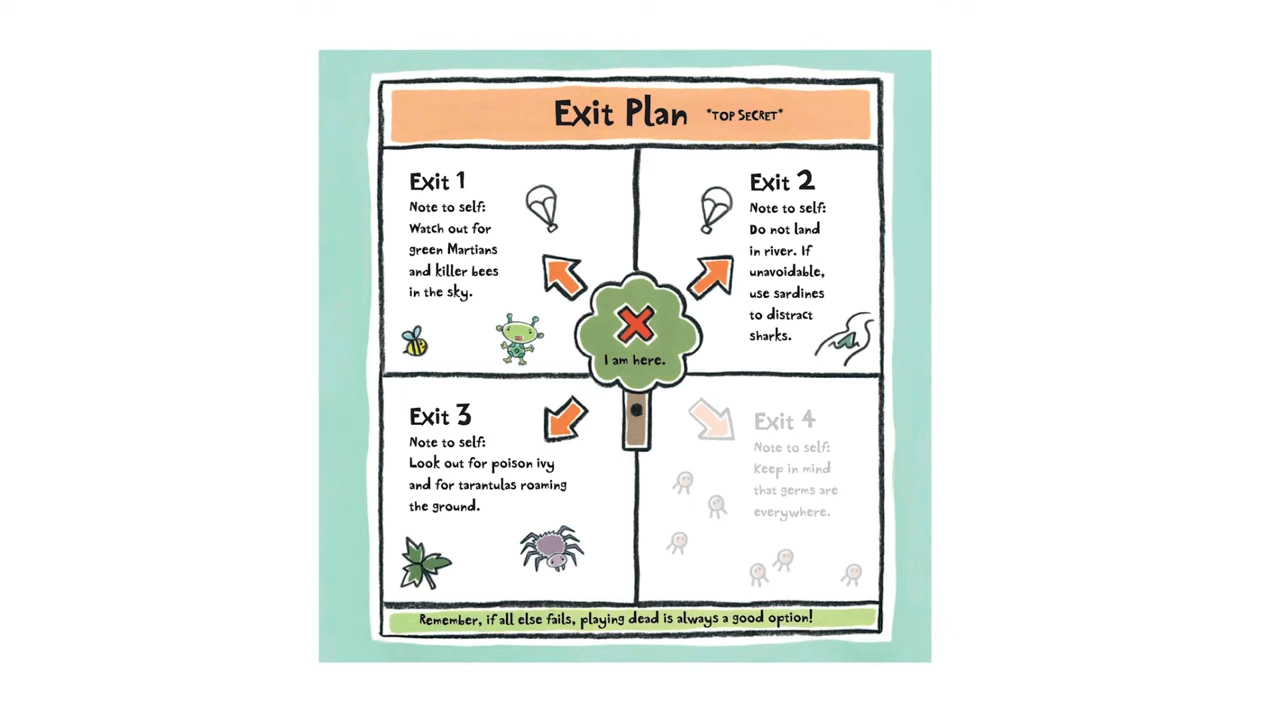 Exit Plan *TOP SECRET*
Exit 1
Note to self:
Watch out for
green Martians
and killer bees
in the sky.
Exit 2
Note to self:
Do not land
in river. If
unavoidable,
use sardines
to distract
sharks.
I am here.
Exit 3
Note to self:
Look out for poison ivy
and for tarantulas roaming
the ground.
Exit 4
Note to self:
Keep in mind
that germs are
everywhere.
Remember, if all else fails, playing dead is always a good option!